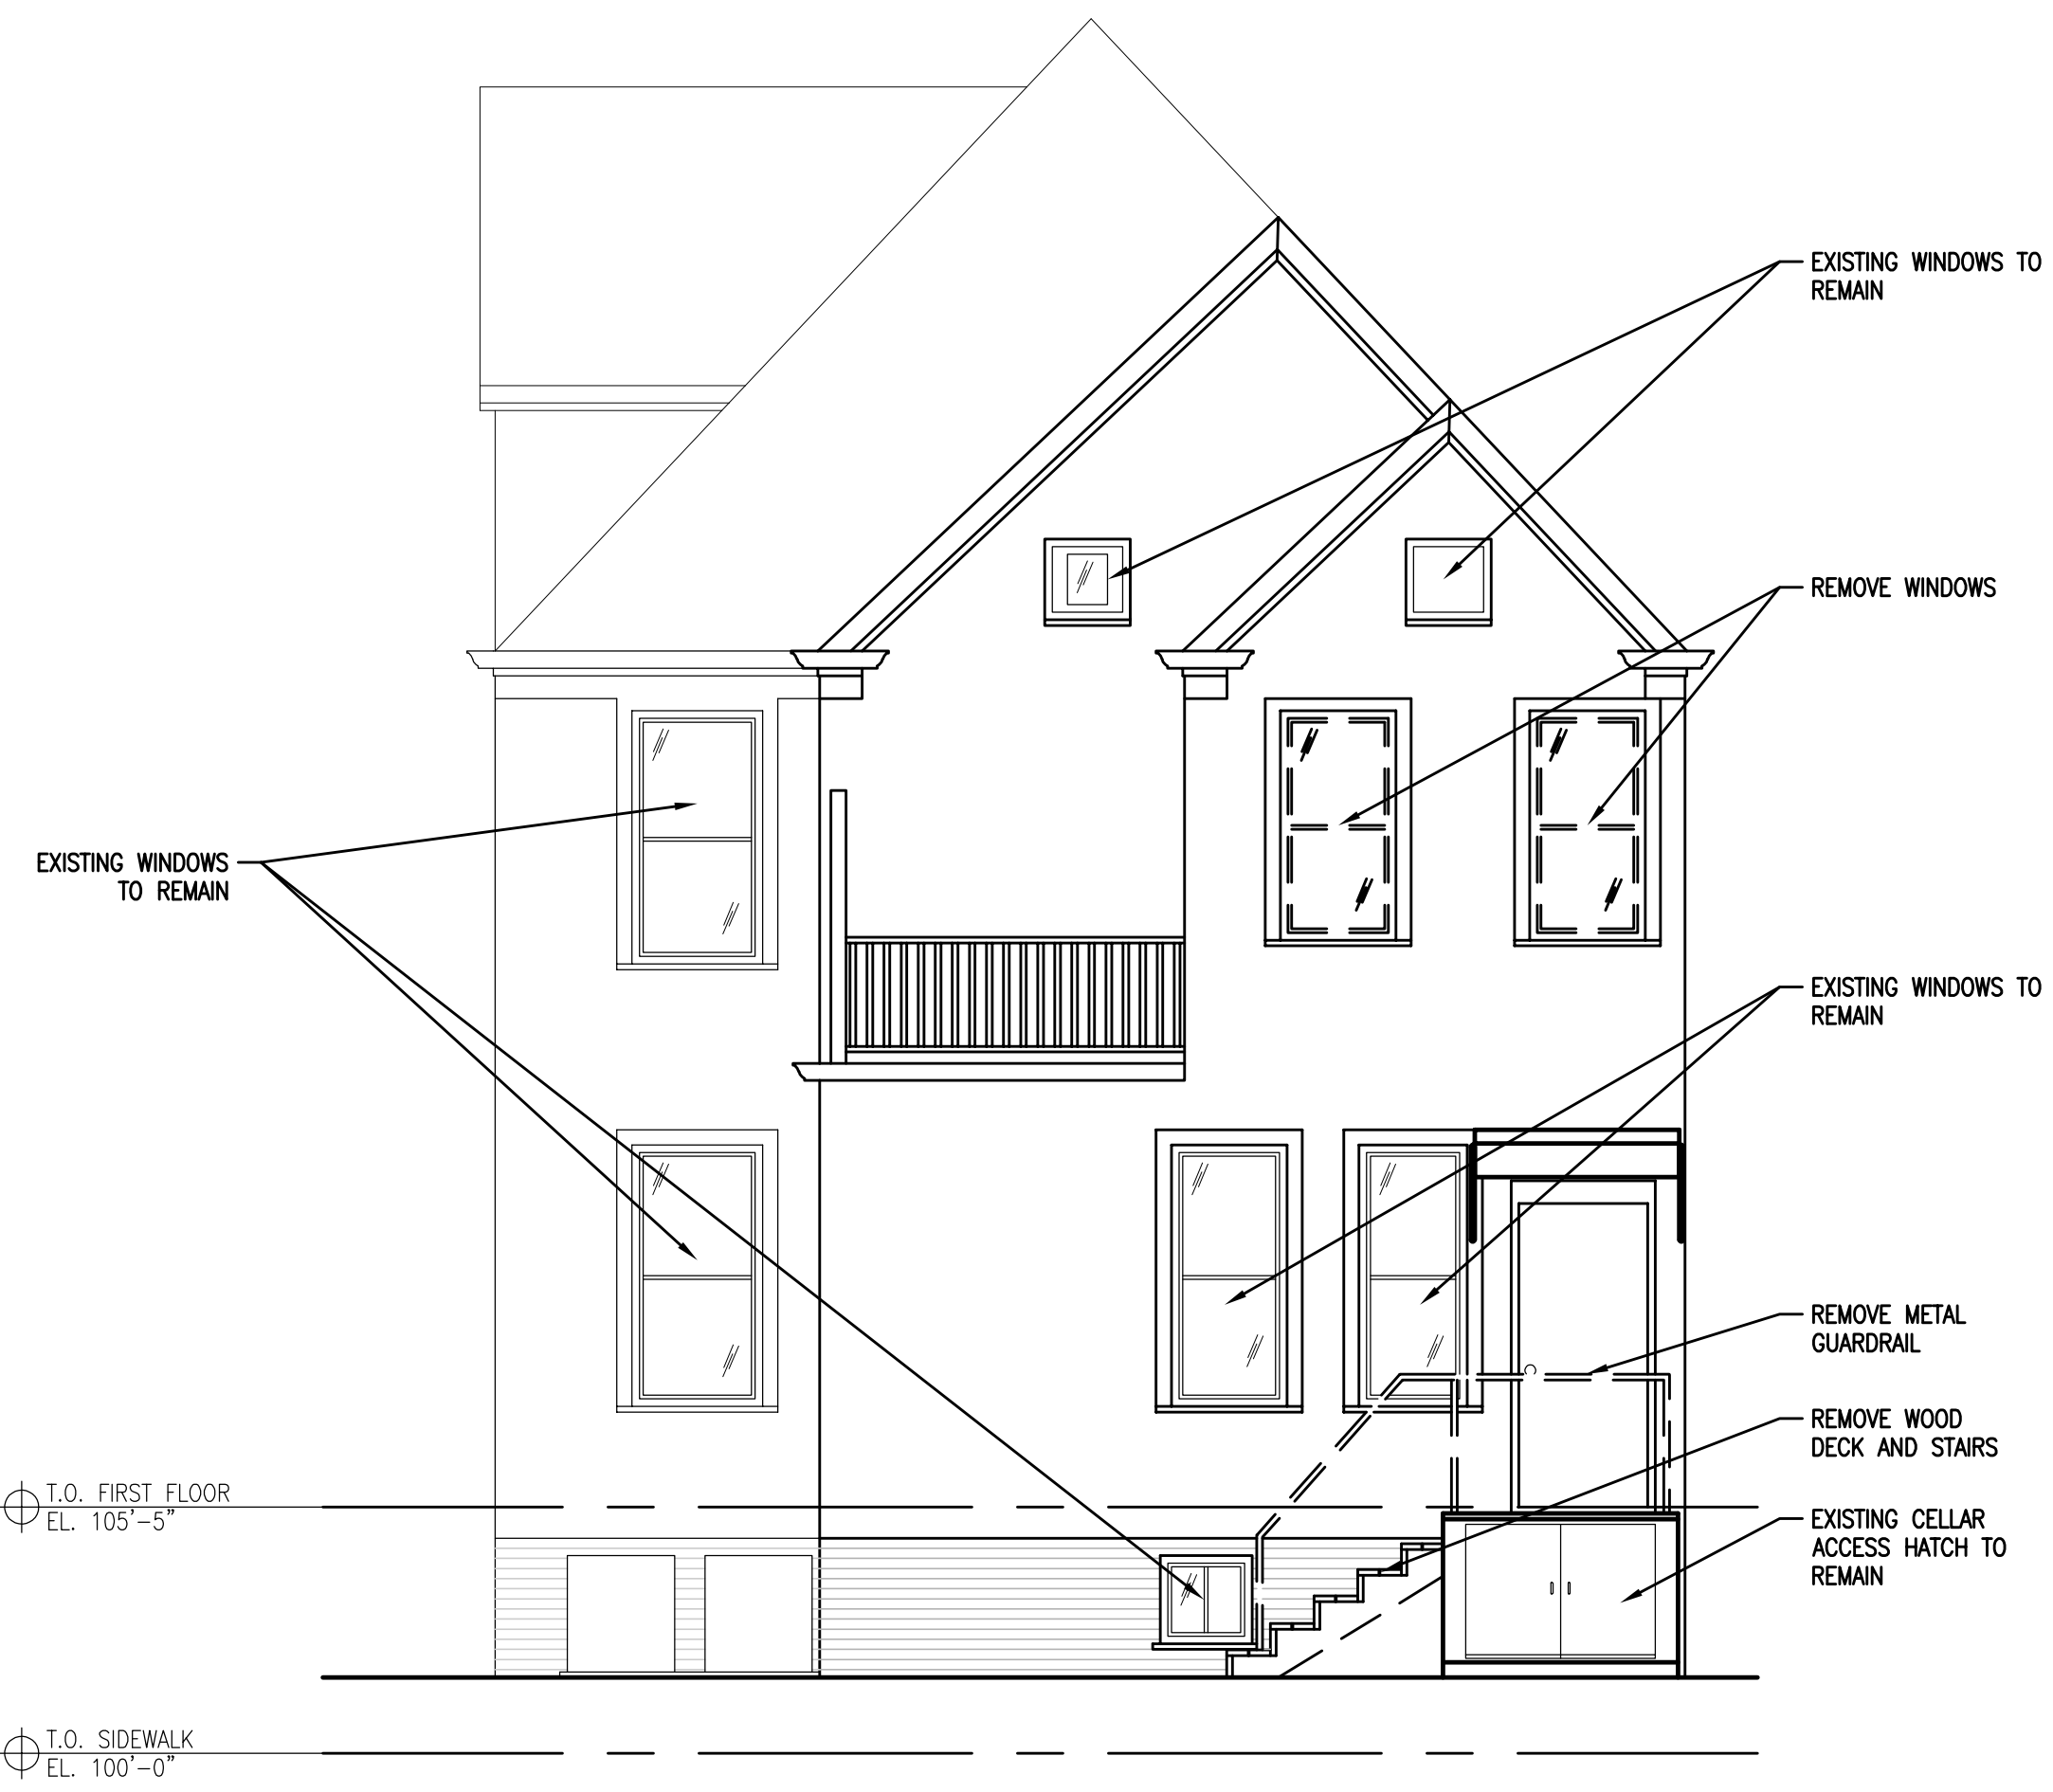 EXISTING WINDOWS TO
REMAIN
REMOVE WINDOWS
EXISTING WINDOWS
TO REMAIN
EXISTING WINDOWS TO
REMAIN
REMOVE METAL
GUARDRAIL
REMOVE WOOD
DECK AND STAIRS
T.O. FIRST FLOOR
EL. 105'-5"
EXISTING CELLAR
ACCESS HATCH TO
REMAIN
T.O. SIDEWALK
EL. 100'-0"